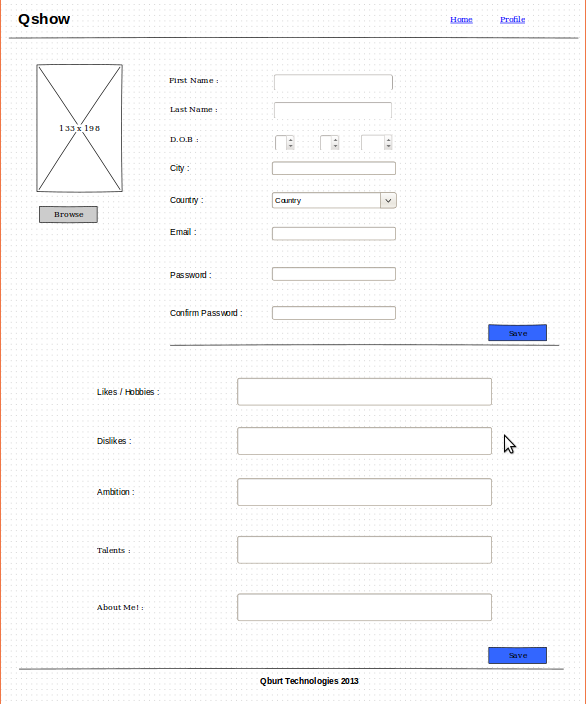 Qshow
Home Profile
133 x 198
Browse
First Name :
Last Name :
D.O.B :
City :
Country : Country
Email :
Password :
Confirm Password :
Save
Likes / Hobbies :
Dislikes :
Ambition :
Talents :
About Me! :
Save
Qburt Technologies 2013